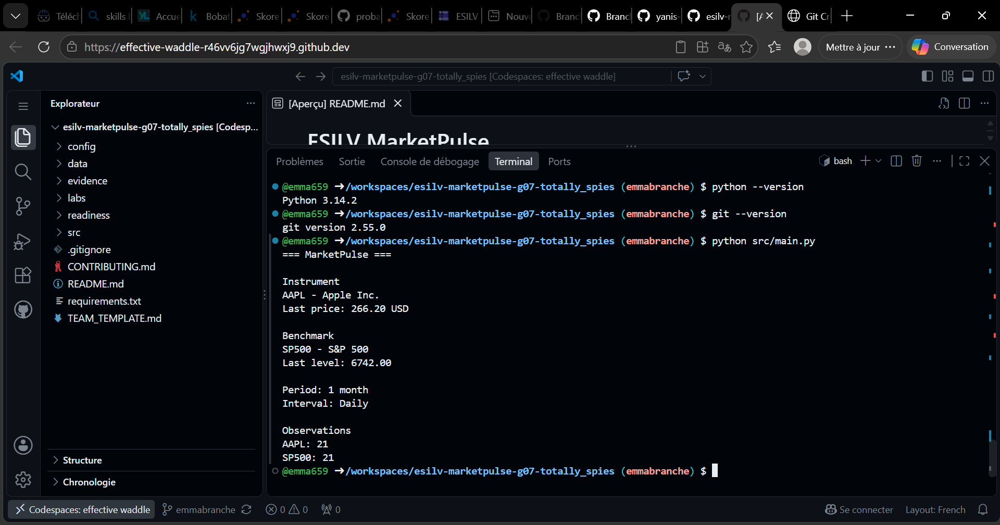 Téléch
skills
Accue
Bobat
Skore
Skore
proba
Skore
ESILV
Nouve
Branc
Branch
yanis-
esilv-r
[A
Git Cr
https://effective-waddle-r46vv6jg7wgjhwxj9.github.dev
Mettre à jour
Conversation
esilv-marketpulse-g07-totally_spies [Codespaces: effective waddle]
Explorateur
[Aperçu] README.md
esilv-marketpulse-g07-totally_spies [Codesp...
config
data
evidence
labs
readiness
src
.gitignore
CONTRIBUTING.md
README.md
requirements.txt
TEAM_TEMPLATE.md
Structure
Chronologie
ESILV MarketPulse
Problèmes
Sortie
Console de débogage
Terminal
Ports
bash
@emma659 ➜/workspaces/esilv-marketpulse-g07-totally_spies (emmabranche) $ python --version
Python 3.14.2
@emma659 ➜/workspaces/esilv-marketpulse-g07-totally_spies (emmabranche) $ git --version
git version 2.55.0
@emma659 ➜/workspaces/esilv-marketpulse-g07-totally_spies (emmabranche) $ python src/main.py
=== MarketPulse ===
Instrument
AAPL - Apple Inc.
Last price: 266.20 USD
Benchmark
SP500 - S&P 500
Last level: 6742.00
Period: 1 month
Interval: Daily
Observations
AAPL: 21
SP500: 21
@emma659 ➜/workspaces/esilv-marketpulse-g07-totally_spies (emmabranche) $
Codespaces: effective waddle
emmabranche
0
0
0
Se connecter
Layout: French